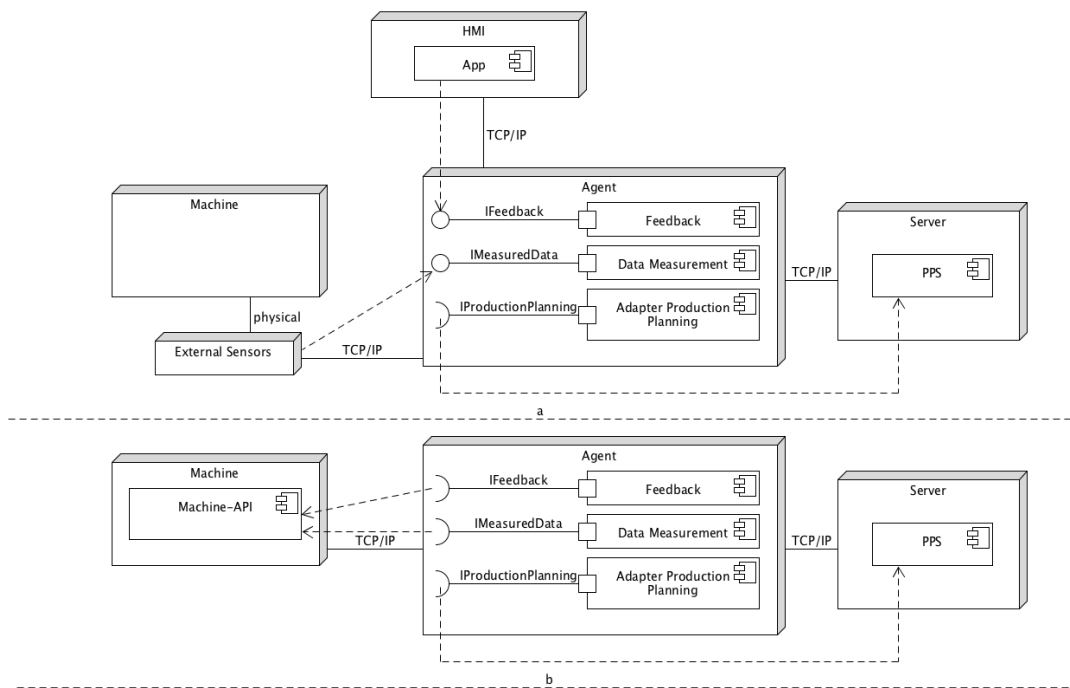 HMI
App
TCP/IP
Agent
Machine
IFeedback
Feedback
Server
IMeasuredData
Data Measurement
TCP/IP
PPS
IProductionPlanning
Adapter Production
Planning
physical
External Sensors
TCP/IP
a
Agent
Machine
IFeedback
Feedback
Server
Machine-API
IMeasuredData
Data Measurement
TCP/IP
TCP/IP
PPS
IProductionPlanning
Adapter Production
Planning
b